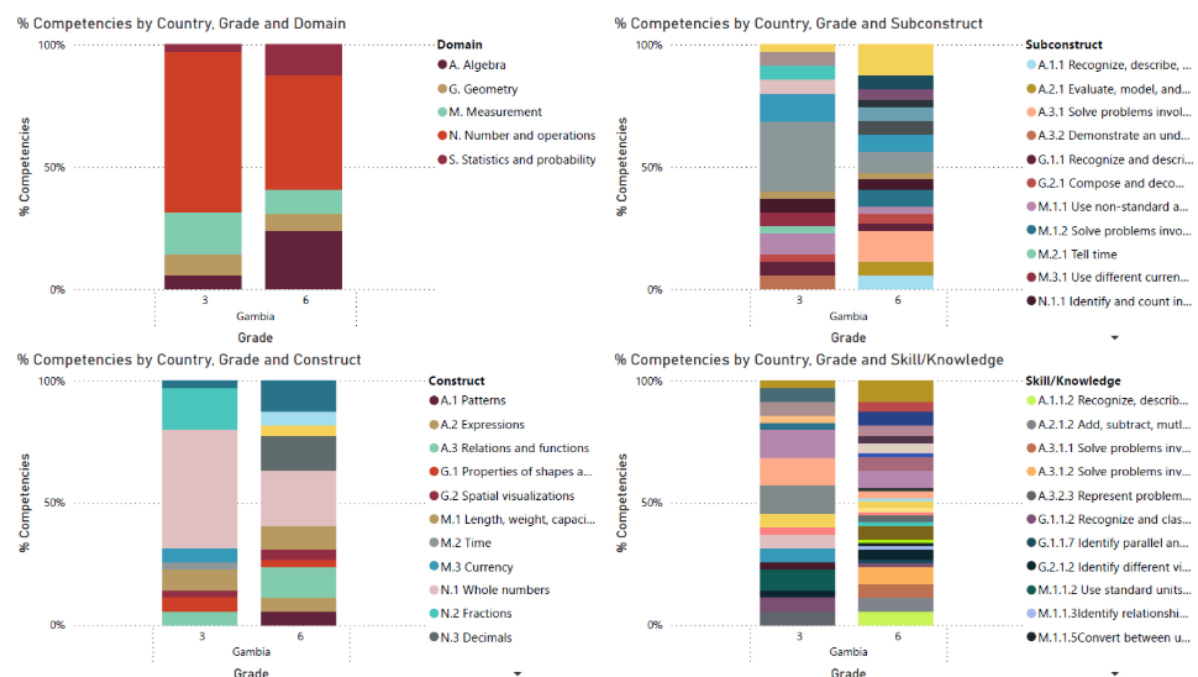 % Competencies by Country, Grade and Domain
100%
50%
0%
% Competencies
3
6
Gambia
Grade
Domain
A. Algebra
G. Geometry
M. Measurement
N. Number and operations
S. Statistics and probability
% Competencies by Country, Grade and Subconstruct
100%
50%
0%
% Competencies
3
6
Gambia
Grade
Subconstruct
A.1.1 Recognize, describe, ...
A.2.1 Evaluate, model, and...
A.3.1 Solve problems invol...
A.3.2 Demonstrate an und...
G.1.1 Recognize and descri...
G.2.1 Compose and deco...
M.1.1 Use non-standard a...
M.1.2 Solve problems invo...
M.2.1 Tell time
M.3.1 Use different curren...
N.1.1 Identify and count in...
% Competencies by Country, Grade and Construct
100%
50%
0%
% Competencies
3
6
Gambia
Grade
Construct
A.1 Patterns
A.2 Expressions
A.3 Relations and functions
G.1 Properties of shapes a...
G.2 Spatial visualizations
M.1 Length, weight, capaci...
M.2 Time
M.3 Currency
N.1 Whole numbers
N.2 Fractions
N.3 Decimals
% Competencies by Country, Grade and Skill/Knowledge
100%
50%
0%
% Competencies
3
6
Gambia
Grade
Skill/Knowledge
A.1.1.2 Recognize, describ...
A.2.1.2 Add, subtract, mutl...
A.3.1.1 Solve problems inv...
A.3.1.2 Solve problems inv...
A.3.2.3 Represent problem...
G.1.1.2 Recognize and clas...
G.1.1.7 Identify parallel an...
G.2.1.2 Identify different vi...
M.1.1.2 Use standard units...
M.1.1.3Identify relationshi...
M.1.1.5Convert between u...